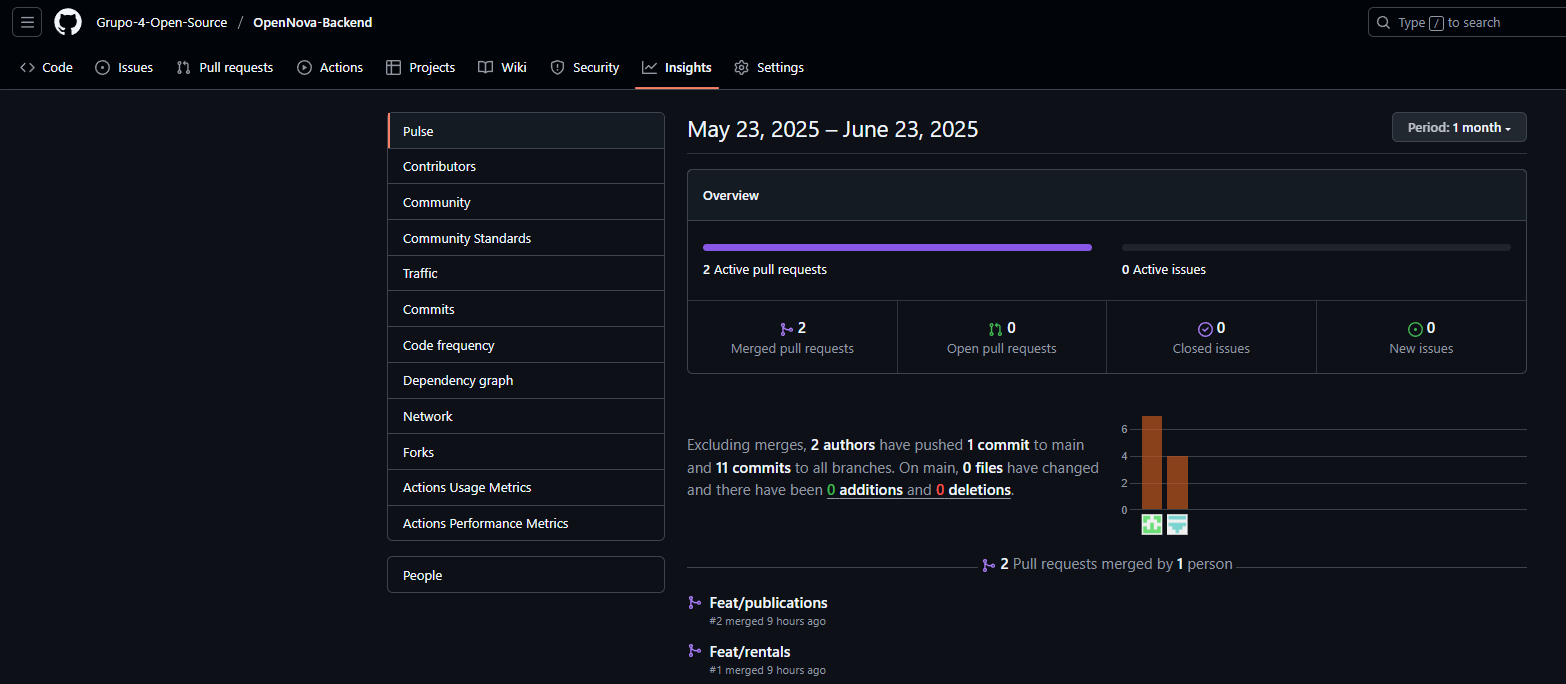 Grupo-4-Open-Source / OpenNova-Backend
Type / to search
Code Issues Pull requests Actions Projects Wiki Security Insights Settings
Pulse
Contributors
Community
Community Standards
Traffic
Commits
Code frequency
Dependency graph
Network
Forks
Actions Usage Metrics
Actions Performance Metrics
People
May 23, 2025 – June 23, 2025
Period: 1 month
Overview
2 Active pull requests
0 Active issues
2
Merged pull requests
0
Open pull requests
0
Closed issues
0
New issues
Excluding merges, 2 authors have pushed 1 commit to main
and 11 commits to all branches. On main, 0 files have changed
and there have been 0 additions and 0 deletions.
6
4
2
0
2 Pull requests merged by 1 person
Feat/publications
#2 merged 9 hours ago
Feat/rentals
#1 merged 9 hours ago